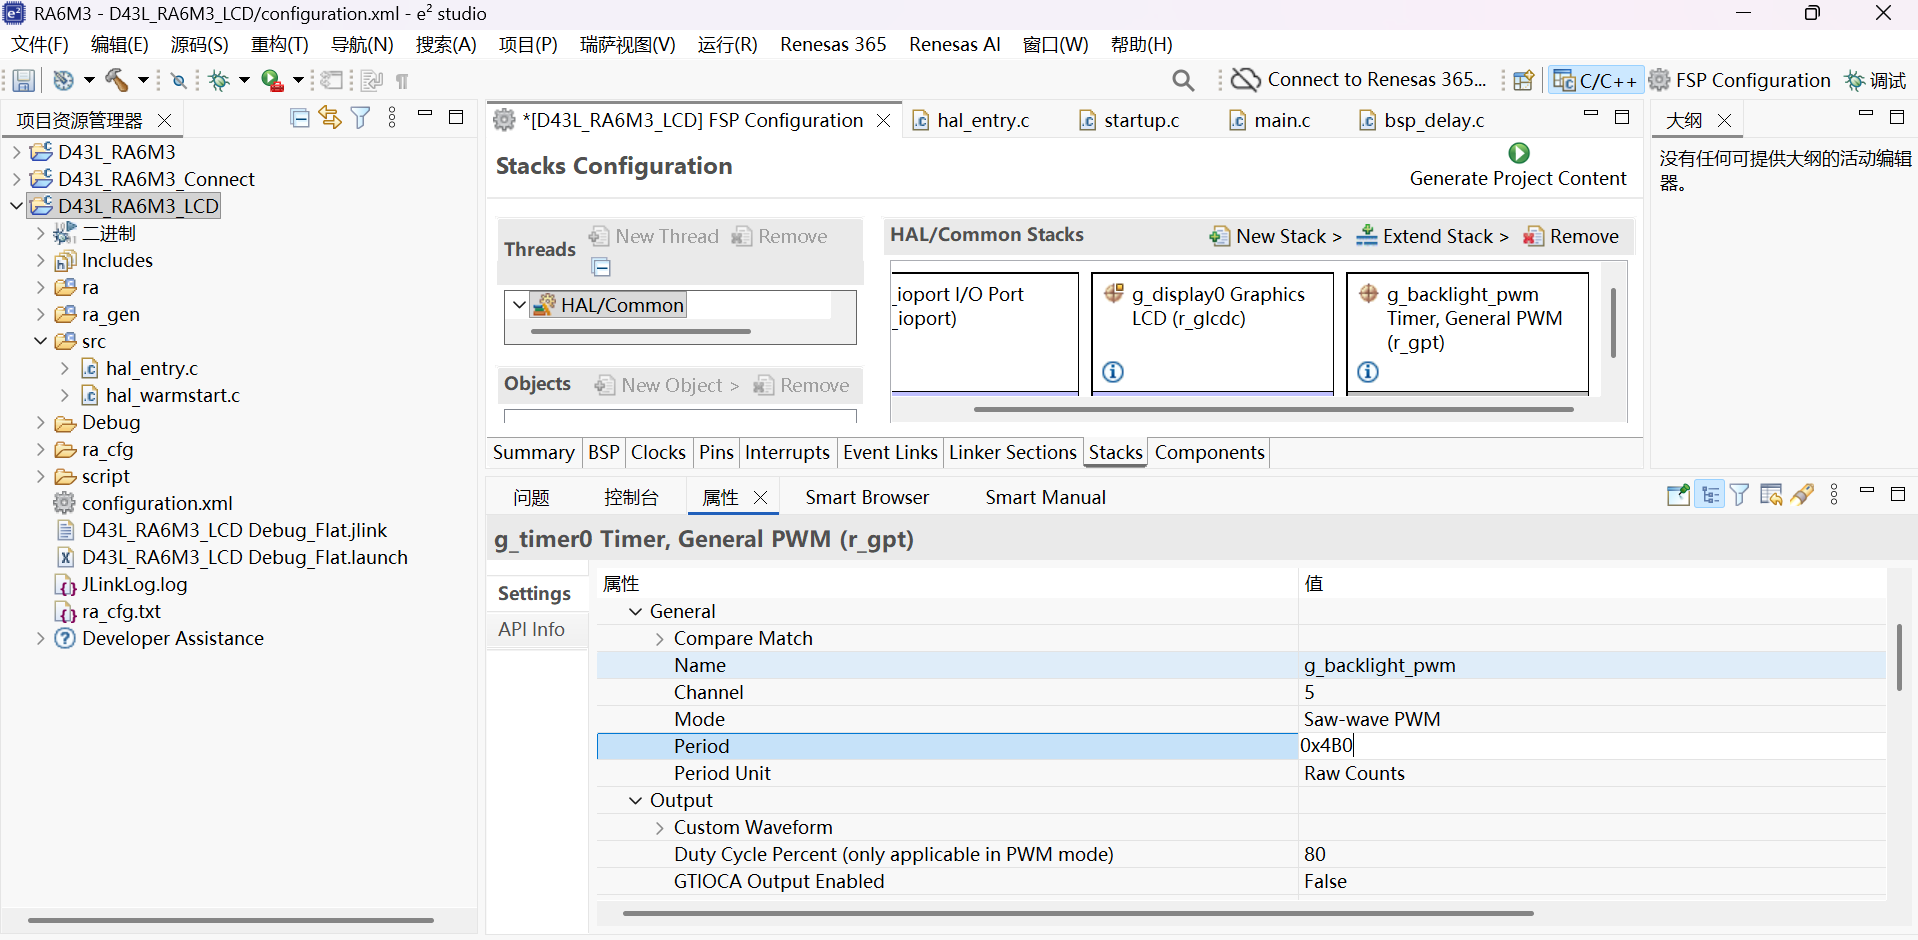 RA6M3 - D43L_RA6M3_LCD/configuration.xml - e² studio
文件(F) 编辑(E) 源码(S) 重构(T) 导航(N) 搜索(A) 项目(P) 瑞萨视图(V) 运行(R) Renesas 365 Renesas AI 窗口(W) 帮助(H)
Connect to Renesas 365... C/C++ FSP Configuration 调试
项目资源管理器
D43L_RA6M3
D43L_RA6M3_Connect
D43L_RA6M3_LCD
二进制
Includes
ra
ra_gen
src
hal_entry.c
hal_warmstart.c
Debug
ra_cfg
script
configuration.xml
D43L_RA6M3_LCD Debug_Flat.jlink
D43L_RA6M3_LCD Debug_Flat.launch
JLinkLog.log
ra_cfg.txt
Developer Assistance
*[D43L_RA6M3_LCD] FSP Configuration hal_entry.c startup.c main.c bsp_delay.c
Stacks Configuration
Generate Project Content
Threads New Thread Remove
HAL/Common
Objects New Object > Remove
HAL/Common Stacks New Stack > Extend Stack > Remove
_ioport I/O Port
_ioport)
g_display0 Graphics
LCD (r_glcdc)
g_backlight_pwm
Timer, General PWM
(r_gpt)
Summary BSP Clocks Pins Interrupts Event Links Linker Sections Stacks Components
大纲
没有任何可提供大纲的活动编辑
器。
问题 控制台 属性 Smart Browser Smart Manual
g_timer0 Timer, General PWM (r_gpt)
Settings
API Info
属性 值
General
Compare Match
Name g_backlight_pwm
Channel 5
Mode Saw-wave PWM
Period 0x4B0
Period Unit Raw Counts
Output
Custom Waveform
Duty Cycle Percent (only applicable in PWM mode) 80
GTIOCA Output Enabled False